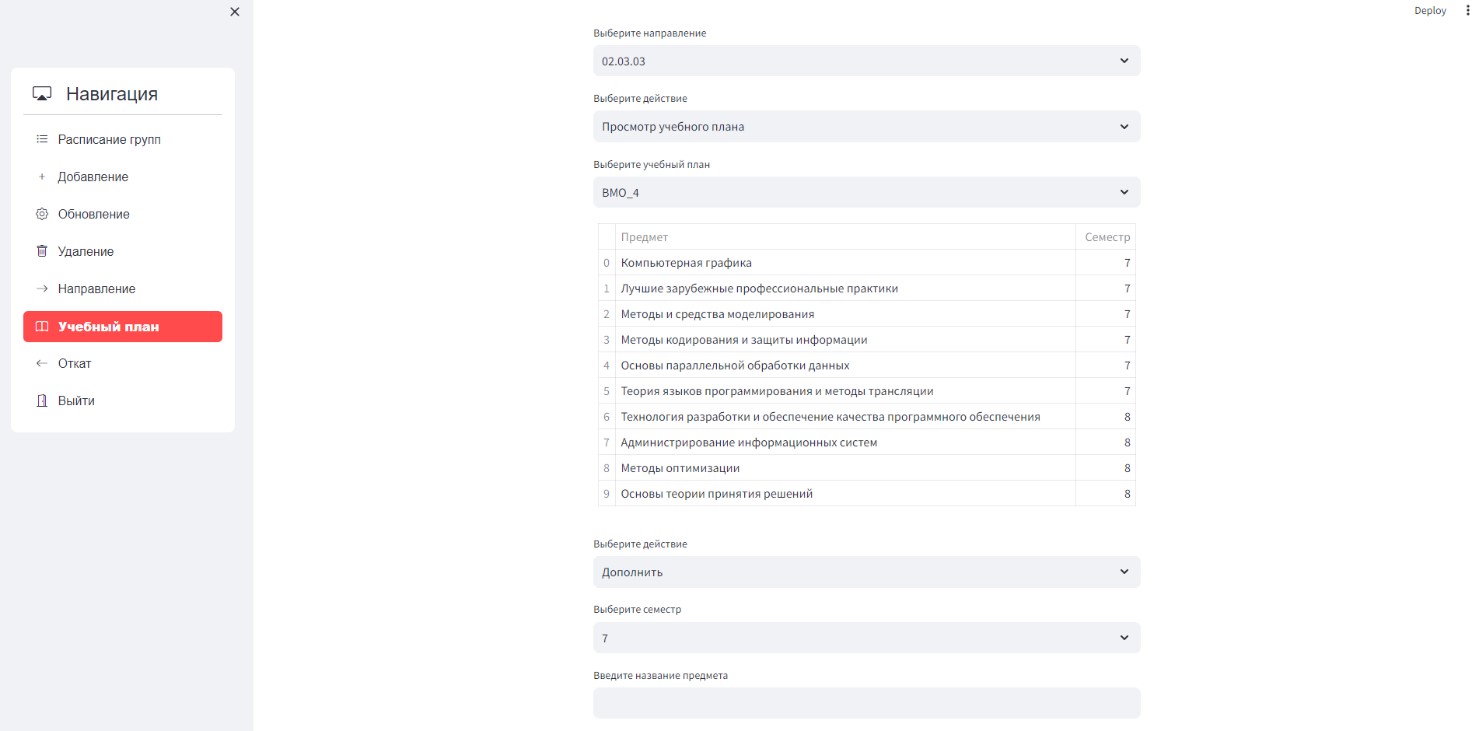 Deploy
Навигация
Расписание групп
Добавление
Обновление
Удаление
Направление
Учебный план
Откат
Выйти
Выберите направление
02.03.03
Выберите действие
Просмотр учебного плана
Выберите учебный план
ВМО_4
Предмет Семестр
0 Компьютерная графика 7
1 Лучшие зарубежные профессиональные практики 7
2 Методы и средства моделирования 7
3 Методы кодирования и защиты информации 7
4 Основы параллельной обработки данных 7
5 Теория языков программирования и методы трансляции 7
6 Технология разработки и обеспечение качества программного обеспечения 8
7 Администрирование информационных систем 8
8 Методы оптимизации 8
9 Основы теории принятия решений 8
Выберите действие
Дополнить
Выберите семестр
7
Введите название предмета